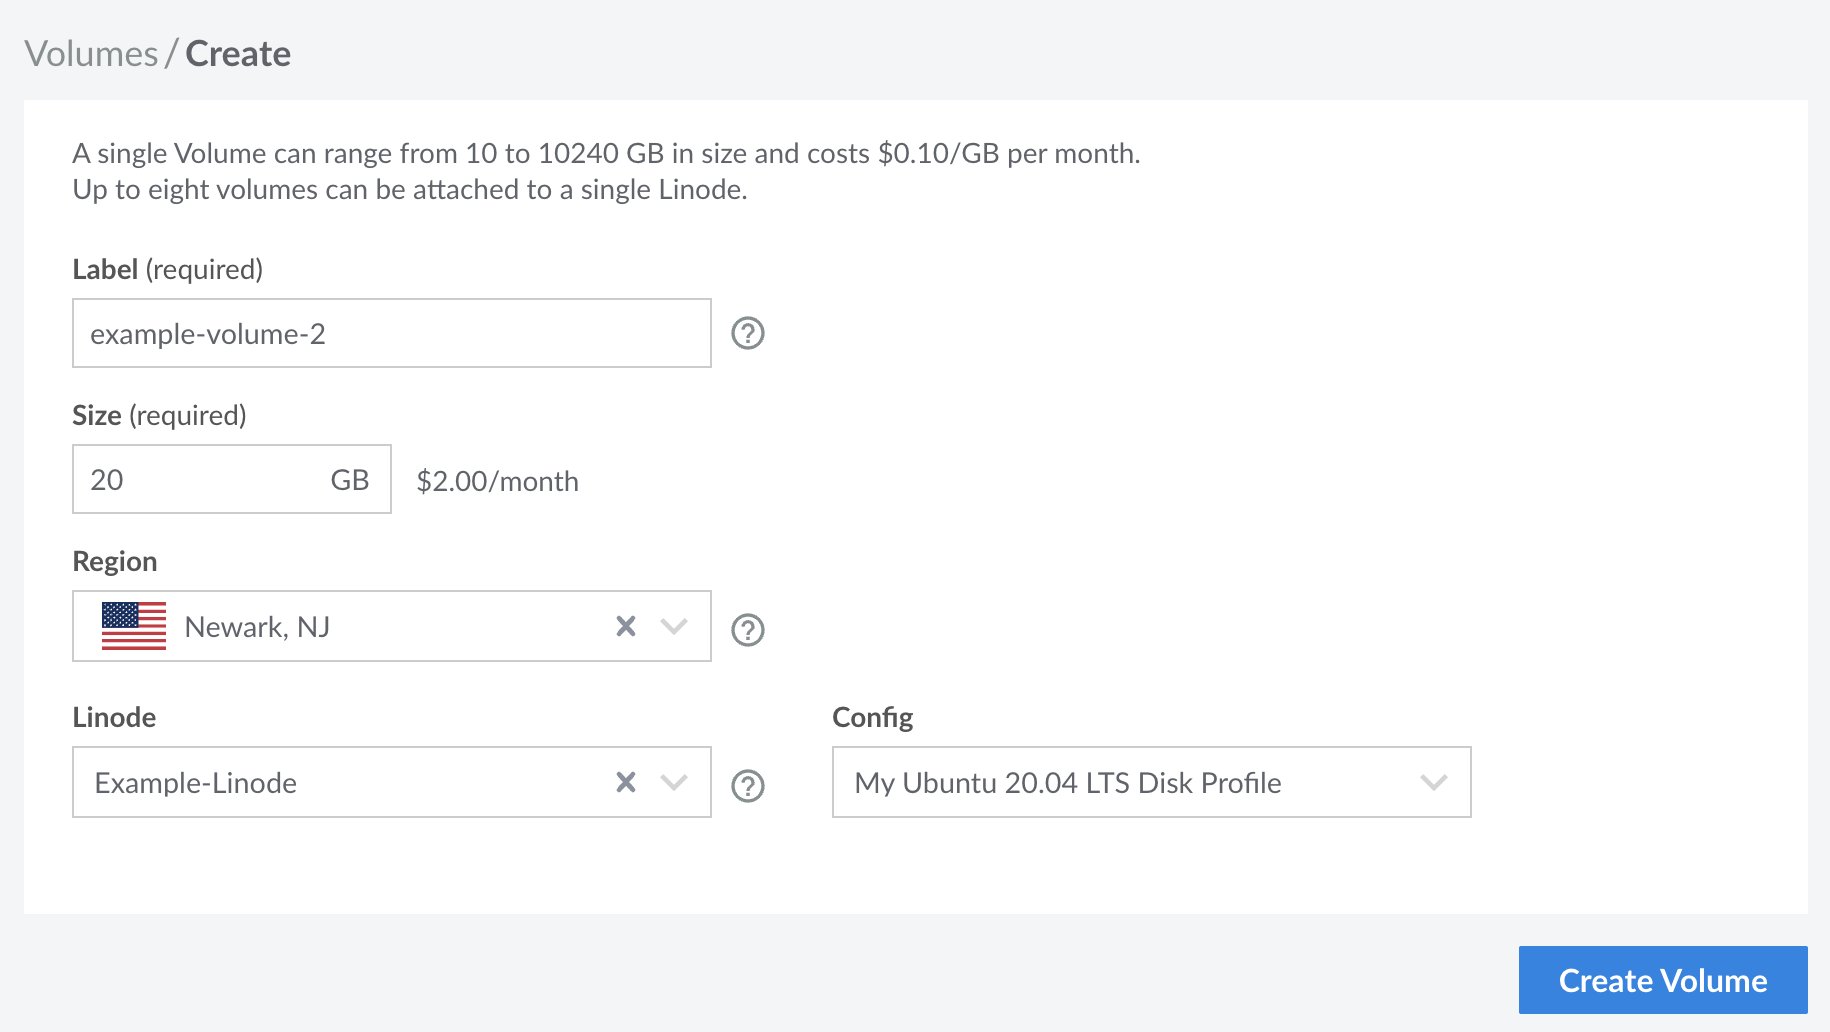 Volumes / Create
A single Volume can range from 10 to 10240 GB in size and costs $0.10/GB per month.
Up to eight volumes can be attached to a single Linode.
Label (required)
example-volume-2
Size (required)
20 GB $2.00/month
Region
Newark, NJ
Linode Config
Example-Linode My Ubuntu 20.04 LTS Disk Profile
Create Volume